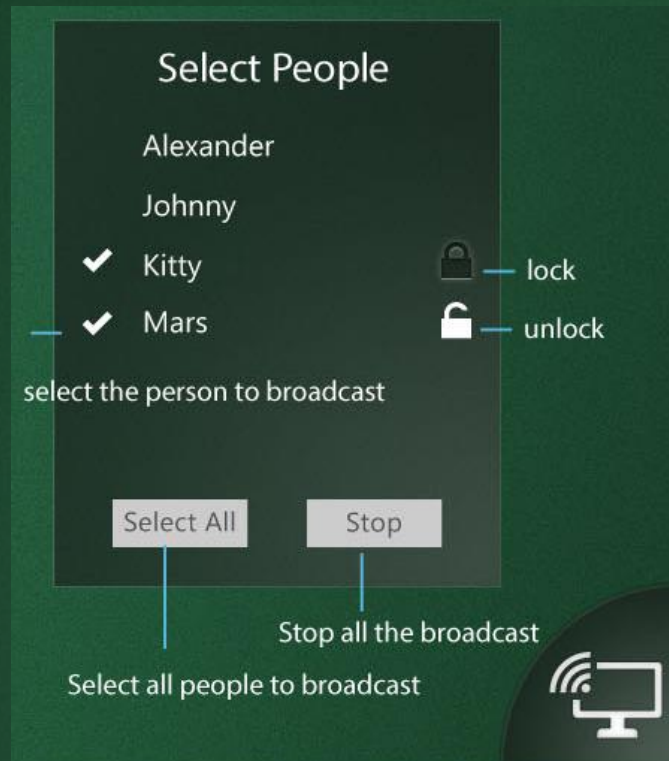 Select People
Alexander
Johnny
Kitty
lock
Mars
unlock
select the person to broadcast
Select All
Stop
Stop all the broadcast
Select all people to broadcast